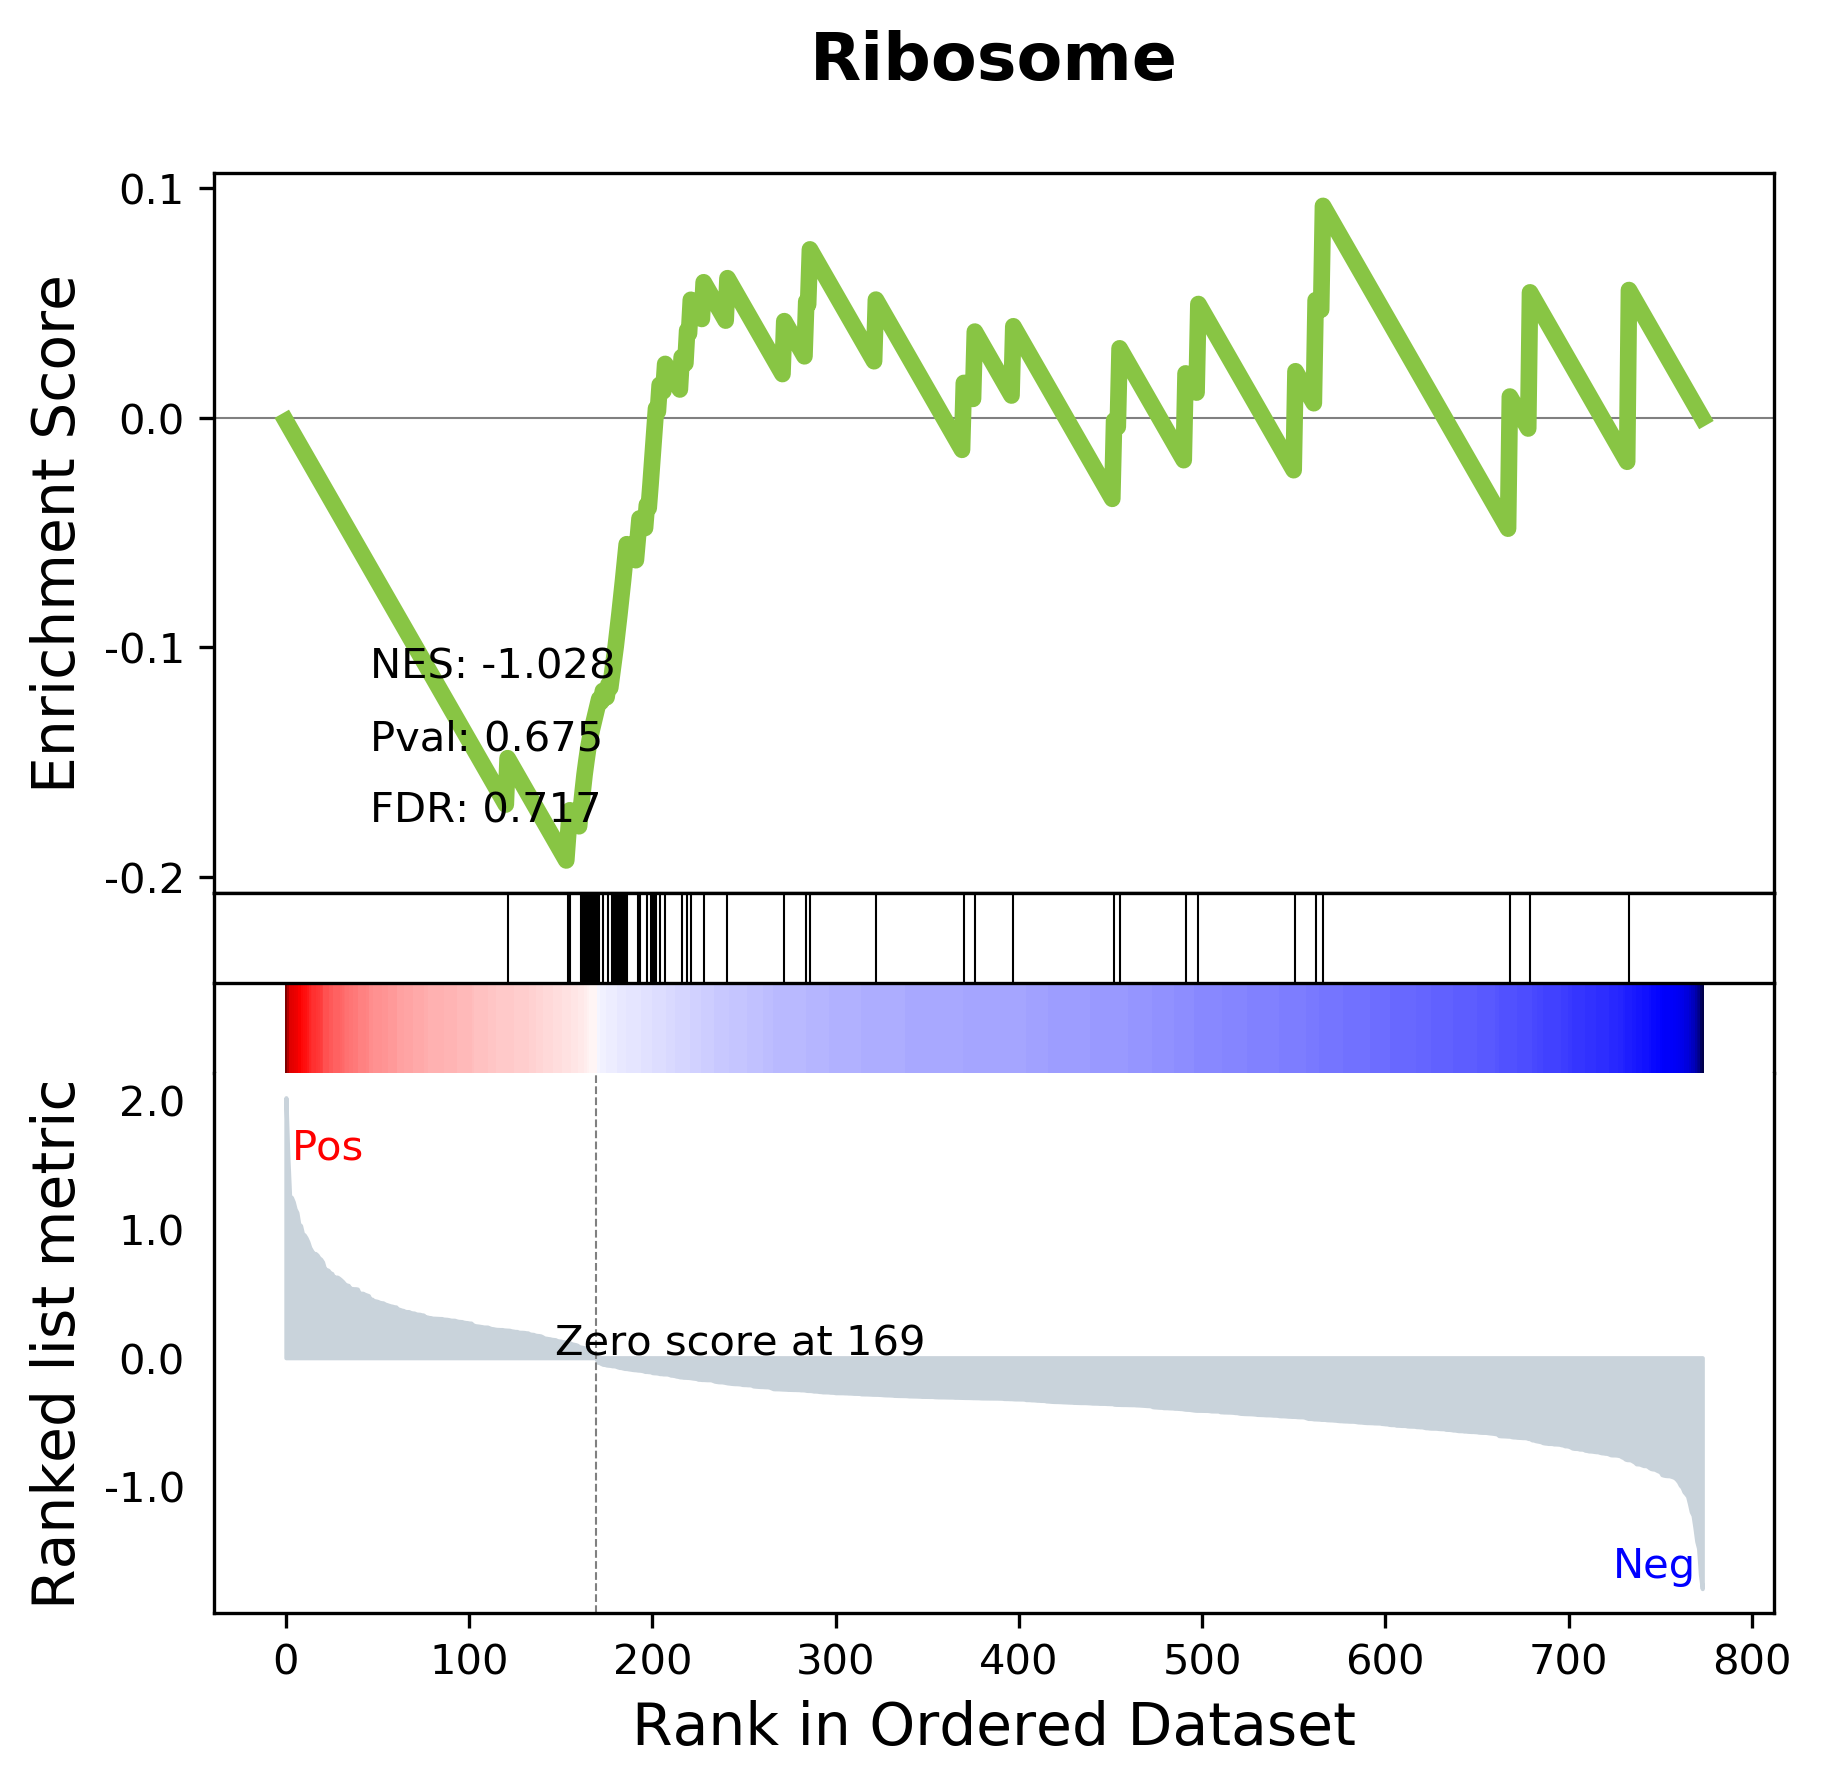 Ribosome
Enrichment Score
0.1
0.0
-0.1
-0.2
NES: -1.028
Pval: 0.675
FDR: 0.717
Ranked list metric
2.0
1.0
0.0
-1.0
Pos
Zero score at 169
Neg
0 100 200 300 400 500 600 700 800
Rank in Ordered Dataset